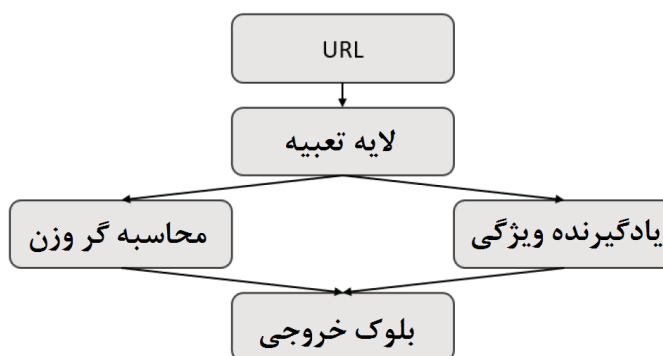 URL
لایه تعبیه
یادگیرنده ویژگی
محاسبه گر وزن
بلوک خروجی